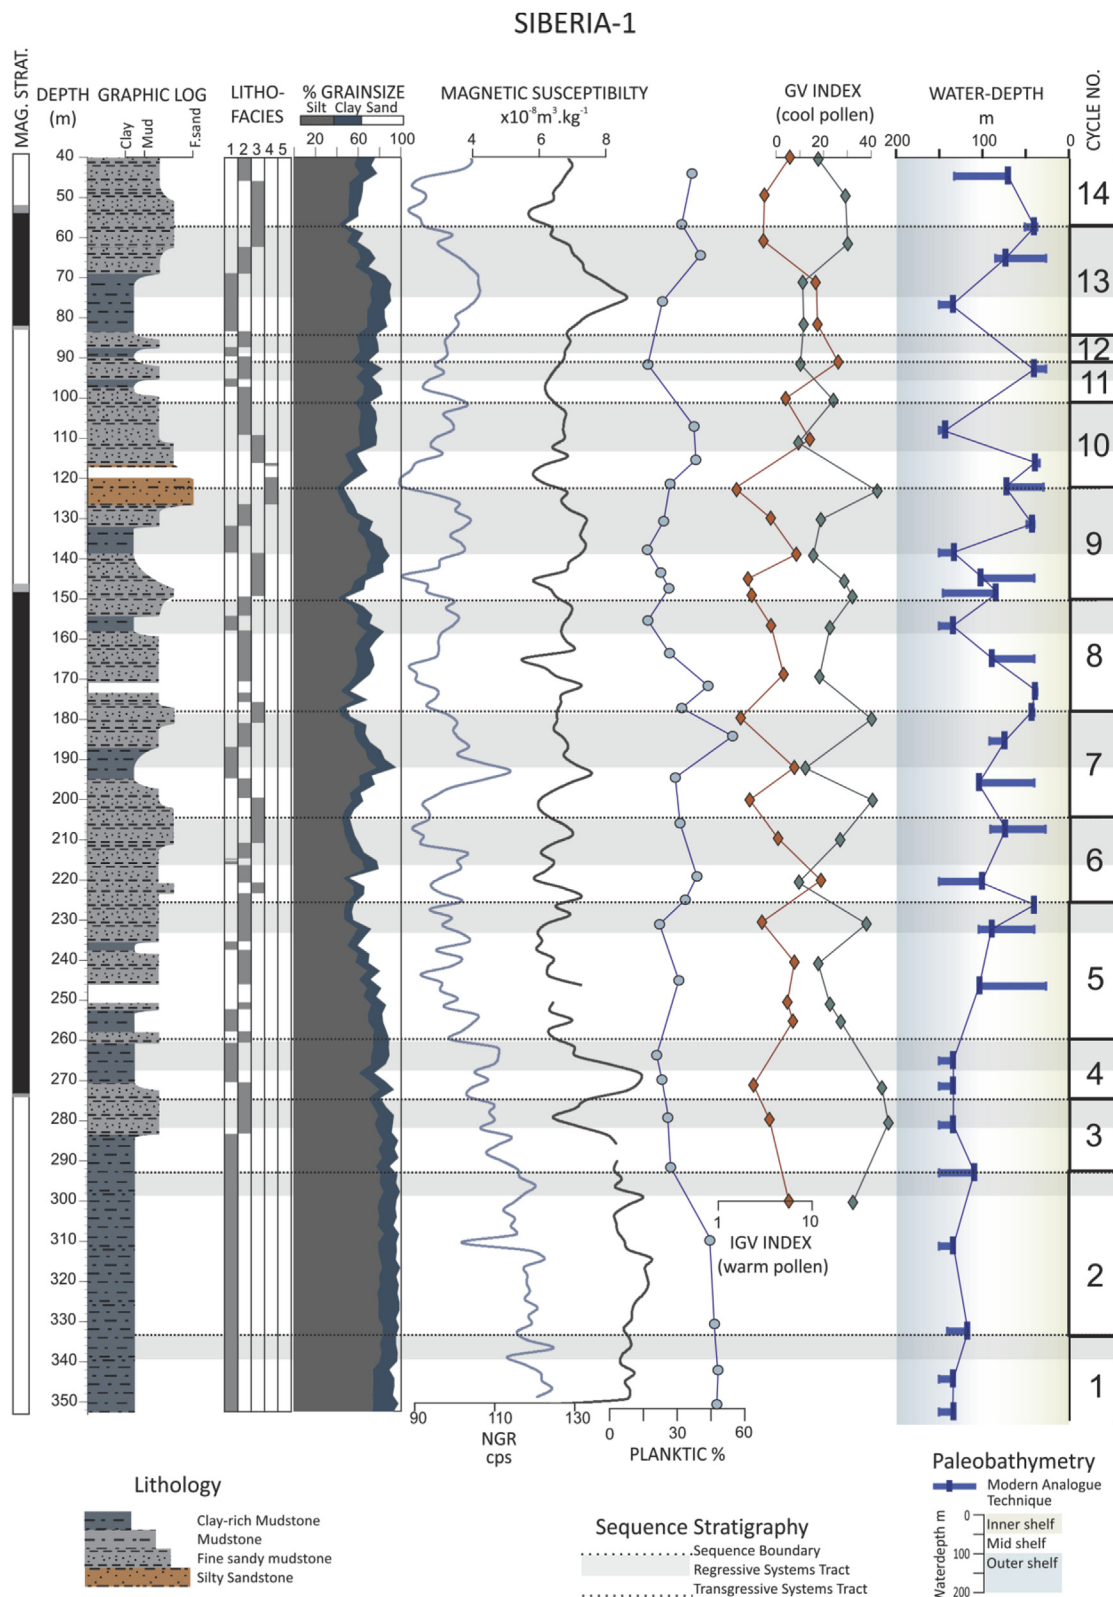 SIBERIA-1
MAG. STRAT.
DEPTH
(m)
GRAPHIC LOG
Clay
Mud
F.sand
LITHO-
FACIES
1 2 3 4 5
% GRAINSIZE
Silt Clay Sand
20 60 100
MAGNETIC SUSCEPTIBILTY
x10-8m3.kg-1
4 6 8
GV INDEX
(cool pollen)
0 20 40
WATER-DEPTH
m
200 100 0
CYCLE NO.
40
50
60
70
80
90
100
110
120
130
140
150
160
170
180
190
200
210
220
230
240
250
260
270
280
290
300
310
320
330
340
350
14
13
12
11
10
9
8
7
6
5
4
3
2
1
1 10
IGV INDEX
(warm pollen)
90 110 130
NGR
cps
0 30 60
PLANKTIC %
Lithology
Clay-rich Mudstone
Mudstone
Fine sandy mudstone
Silty Sandstone
Sequence Stratigraphy
Sequence Boundary
Regressive Systems Tract
Transgressive Systems Tract
Paleobathymetry
Modern Analogue
Technique
Waterdepth m
0
100
200
Inner shelf
Mid shelf
Outer shelf